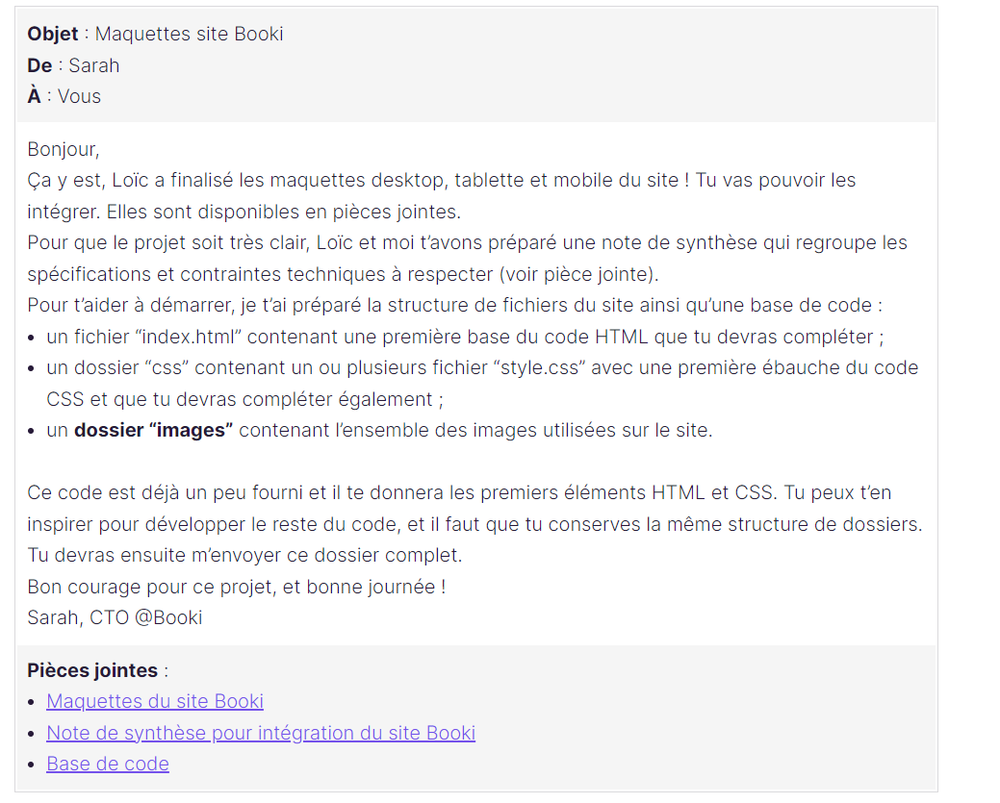 Objet : Maquettes site Booki
De : Sarah
À : Vous
Bonjour,
Ça y est, Loïc a finalisé les maquettes desktop, tablette et mobile du site ! Tu vas pouvoir les
intégrer. Elles sont disponibles en pièces jointes.
Pour que le projet soit très clair, Loïc et moi t’avons préparé une note de synthèse qui regroupe les
spécifications et contraintes techniques à respecter (voir pièce jointe).
Pour t’aider à démarrer, je t’ai préparé la structure de fichiers du site ainsi qu’une base de code :
• un fichier “index.html” contenant une première base du code HTML que tu devras compléter ;
• un dossier “css” contenant un ou plusieurs fichier “style.css” avec une première ébauche du code
CSS et que tu devras compléter également ;
• un dossier “images” contenant l’ensemble des images utilisées sur le site.
Ce code est déjà un peu fourni et il te donnera les premiers éléments HTML et CSS. Tu peux t’en
inspirer pour développer le reste du code, et il faut que tu conserves la même structure de dossiers.
Tu devras ensuite m’envoyer ce dossier complet.
Bon courage pour ce projet, et bonne journée !
Sarah, CTO @Booki
Pièces jointes :
• Maquettes du site Booki
• Note de synthèse pour intégration du site Booki
• Base de code